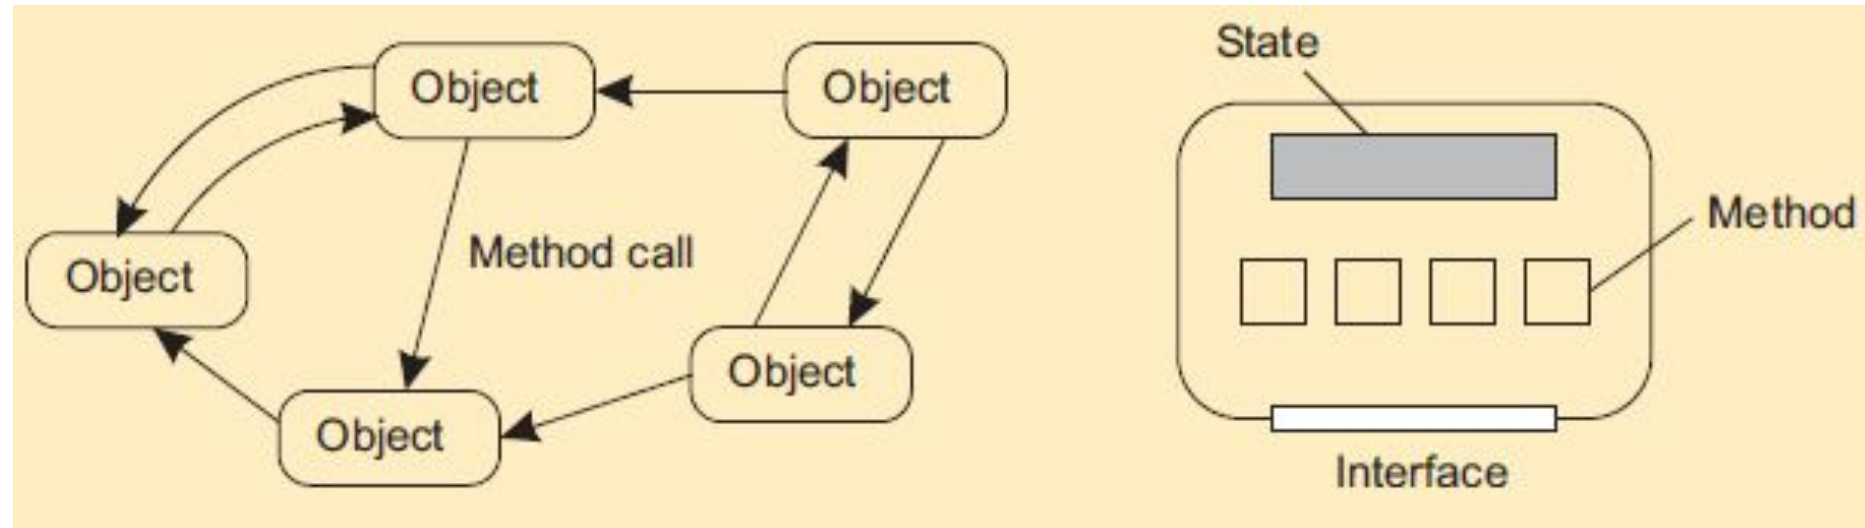 Object
Object
Object
Method call
Object
Object
State
Method
Interface